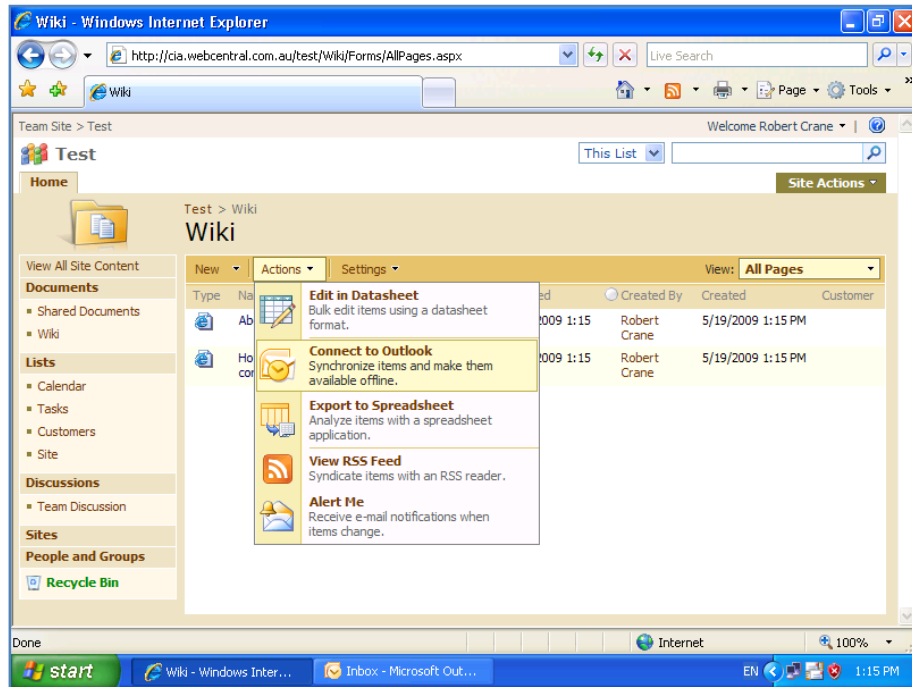 Wiki - Windows Internet Explorer
http://cia.webcentral.com.au/test/Wiki/Forms/AllPages.aspx
Live Search
Wiki
Page
Tools
»
Team Site > Test
Welcome Robert Crane
Test
This List
Home
Site Actions
Test > Wiki
Wiki
View All Site Content
Documents
Shared Documents
Wiki
Lists
Calendar
Tasks
Customers
Site
Discussions
Team Discussion
Sites
People and Groups
Recycle Bin
New
Actions
Settings
View: All Pages
Type
Na
ed
Created By
Created
Customer
Ab
2009 1:15
Robert
Crane
5/19/2009 1:15 PM
Ho
con
2009 1:15
Robert
Crane
5/19/2009 1:15 PM
Edit in Datasheet
Bulk edit items using a datasheet
format.
Connect to Outlook
Synchronize items and make them
available offline.
Export to Spreadsheet
Analyze items with a spreadsheet
application.
View RSS Feed
Syndicate items with an RSS reader.
Alert Me
Receive e-mail notifications when
items change.
Done
Internet
100%
start
Wiki - Windows Inter...
Inbox - Microsoft Out...
EN
1:15 PM